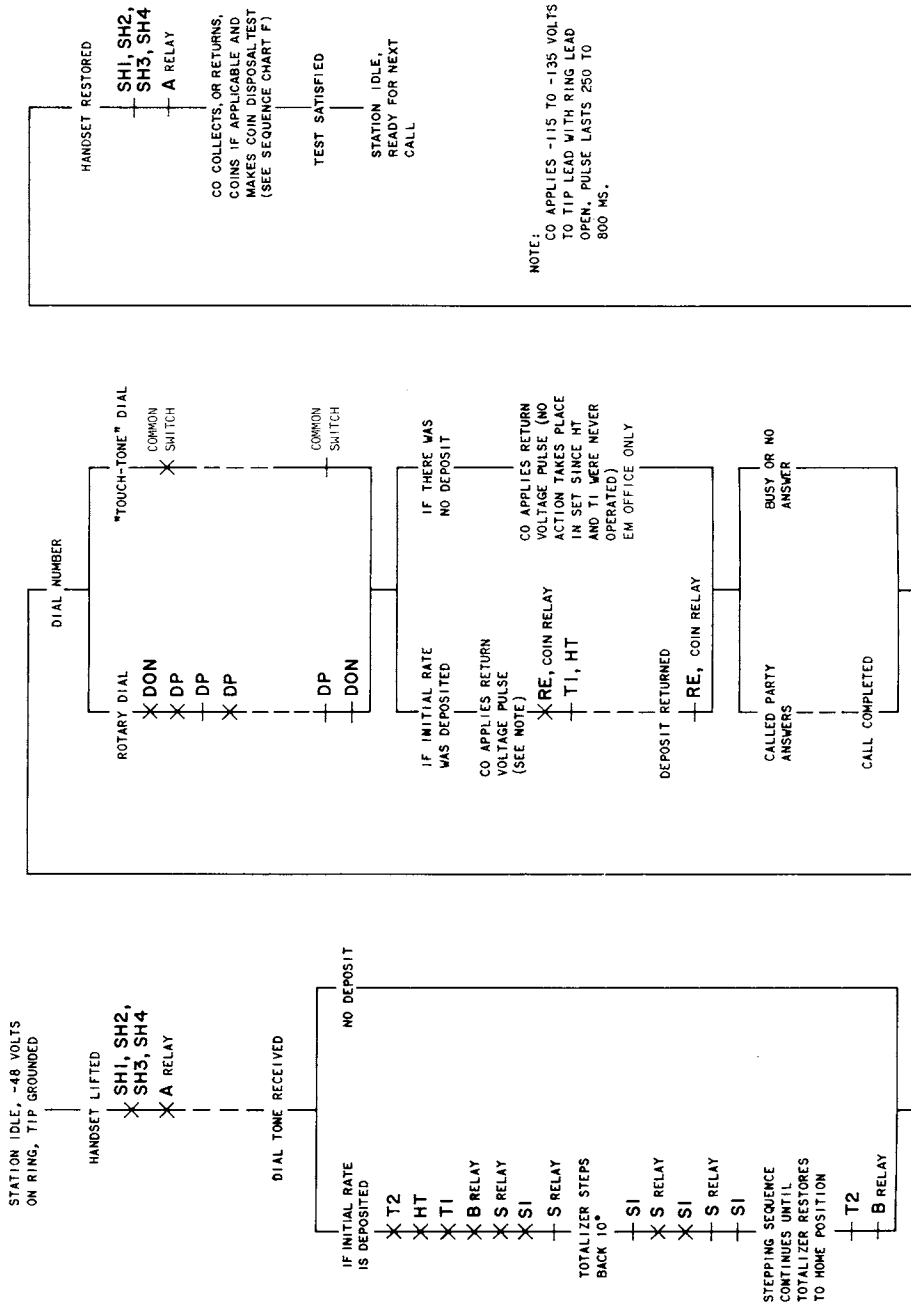 STATION IDLE, -48 VOLTS
ON RING, TIP GROUNDED
HANDSET LIFTED
SH1, SH2,
SH3, SH4
A RELAY
DIAL TONE RECEIVED
IF INITIAL RATE
IS DEPOSITED
T2
HT
T1
B RELAY
S RELAY
S1
S RELAY
TOTALIZER STEPS
BACK 10°
S1
S RELAY
S1
S RELAY
S1
STEPPING SEQUENCE
CONTINUES UNTIL
TOTALIZER RESTORES
TO HOME POSITION
T2
B RELAY
NO DEPOSIT
DIAL NUMBER
ROTARY DIAL
DON
DP
DP
DP
DP
DON
"TOUCH-TONE" DIAL
COMMON
SWITCH
COMMON
SWITCH
IF INITIAL RATE
WAS DEPOSITED
CO APPLIES RETURN
VOLTAGE PULSE
(SEE NOTE)
RE, COIN RELAY
T1, HT
DEPOSIT RETURNED
RE, COIN RELAY
IF THERE WAS
NO DEPOSIT
CO APPLIES RETURN
VOLTAGE PULSE (NO
ACTION TAKES PLACE
IN SET SINCE HT
AND T1 WERE NEVER
OPERATED)
EM OFFICE ONLY
CALLED PARTY
ANSWERS
CALL COMPLETED
BUSY OR NO
ANSWER
HANDSET RESTORED
SH1, SH2,
SH3, SH4
A RELAY
CO COLLECTS, OR RETURNS,
COINS IF APPLICABLE AND
MAKES COIN DISPOSAL TEST
(SEE SEQUENCE CHART F)
TEST SATISFIED
STATION IDLE,
READY FOR NEXT
CALL
NOTE:
CO APPLIES -115 TO -135 VOLTS
TO TIP LEAD WITH RING LEAD
OPEN. PULSE LASTS 250 TO
800 MS.